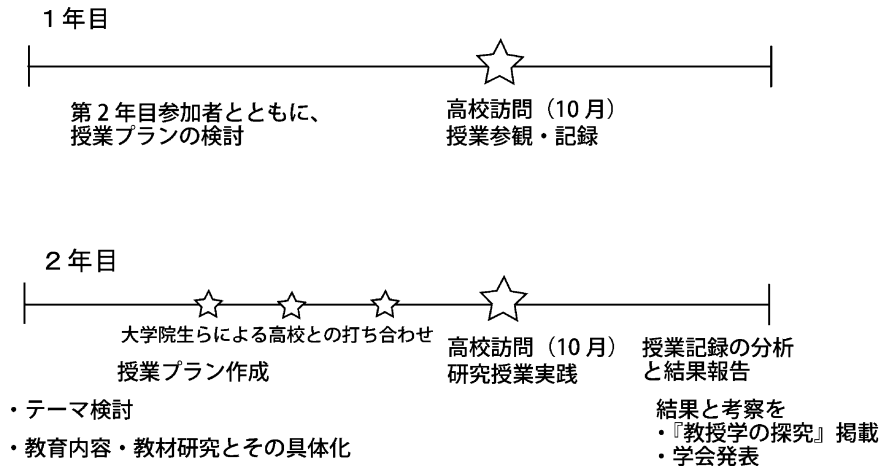 １年目
第２年目参加者とともに、
授業プランの検討
高校訪問（10 月）
授業参観・記録
２年目
大学院生らによる高校との打ち合わせ
授業プラン作成
・テーマ検討
・教育内容・教材研究とその具体化
高校訪問（10 月）
研究授業実践
授業記録の分析
と結果報告
結果と考察を
・『教授学の探究』掲載
・学会発表